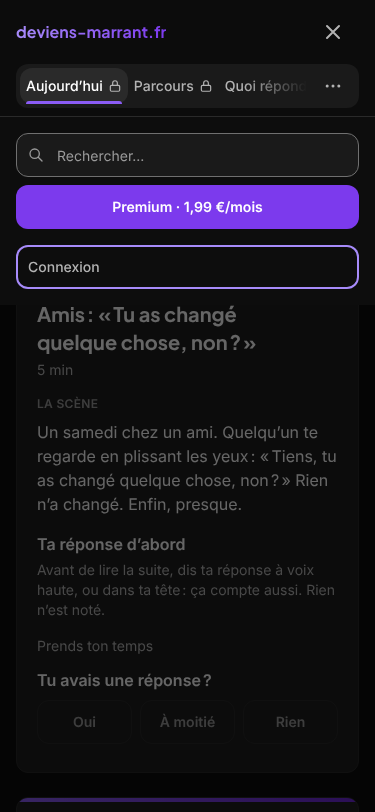 deviens-marrant.fr
Aujourd’hui Parcours Quoi répond
Rechercher...
Premium · 1,99 €/mois
Connexion
Amis : « Tu as changé
quelque chose, non ? »
5 min
LA SCÈNE
Un samedi chez un ami. Quelqu’un te
regarde en plissant les yeux : « Tiens, tu
as changé quelque chose, non ? » Rien
n’a changé. Enfin, presque.
Ta réponse d’abord
Avant de lire la suite, dis ta réponse à voix
haute, ou dans ta tête : ça compte aussi. Rien
n’est noté.
Prends ton temps
Tu avais une réponse ?
Oui À moitié Rien